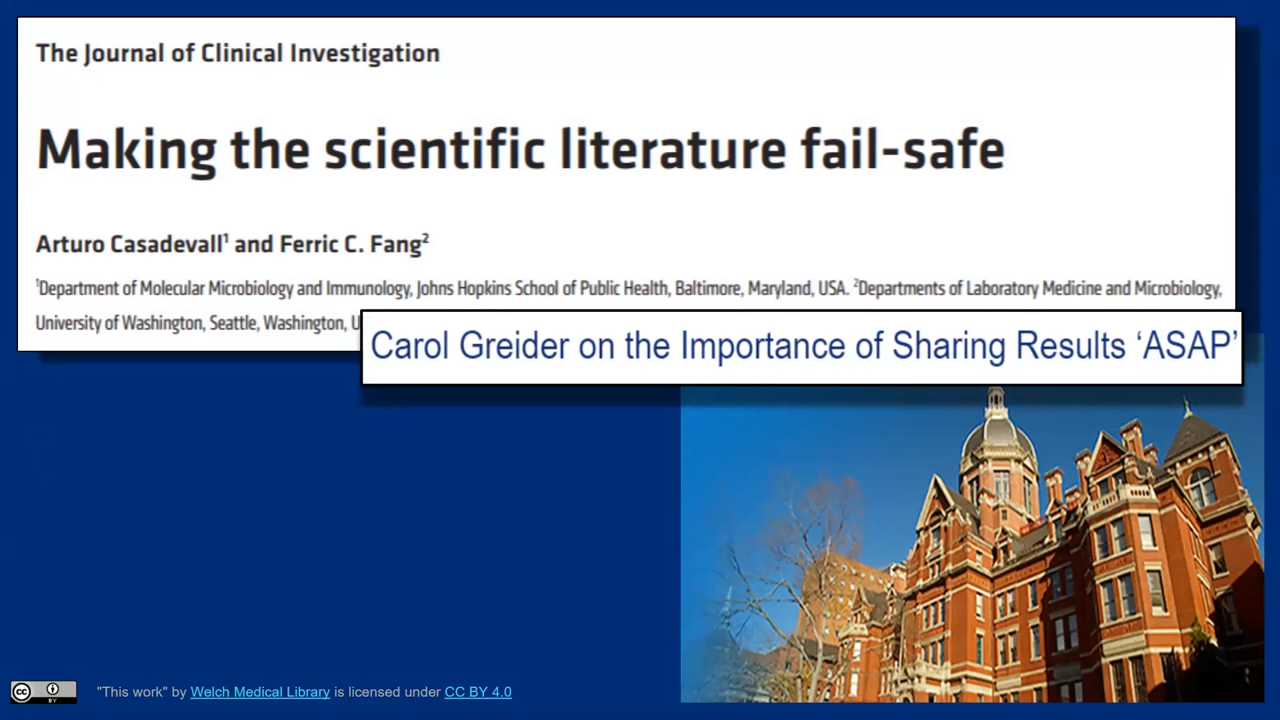 The Journal of Clinical Investigation
Making the scientific literature fail-safe
Arturo Casadevall¹ and Ferric C. Fang²
¹Department of Molecular Microbiology and Immunology, Johns Hopkins School of Public Health, Baltimore, Maryland, USA. ²Departments of Laboratory Medicine and Microbiology,
University of Washington, Seattle, Washington, U
Carol Greider on the Importance of Sharing Results ‘ASAP’
cc BY "This work" by Welch Medical Library is licensed under CC BY 4.0